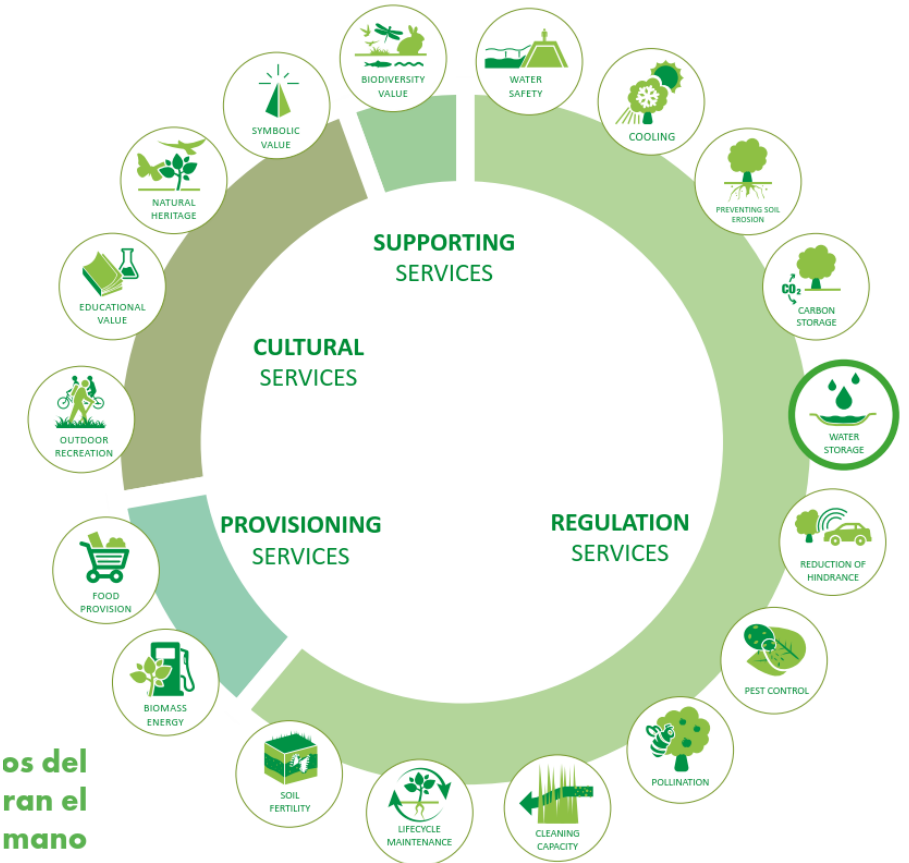 BIODIVERSITY
VALUE
WATER
SAFETY
COOLING
PREVENTING SOIL
EROSION
CO₂
CARBON
STORAGE
WATER
STORAGE
REDUCTION OF
HINDRANCE
PEST CONTROL
POLLINATION
CLEANING
CAPACITY
LIFECYCLE
MAINTENANCE
SOIL
FERTILITY
BIOMASS
ENERGY
FOOD
PROVISION
OUTDOOR
RECREATION
EDUCATIONAL
VALUE
NATURAL
HERITAGE
SYMBOLIC
VALUE
SUPPORTING
SERVICES
CULTURAL
SERVICES
PROVISIONING
SERVICES
REGULATION
SERVICES
os del
ran el
mano